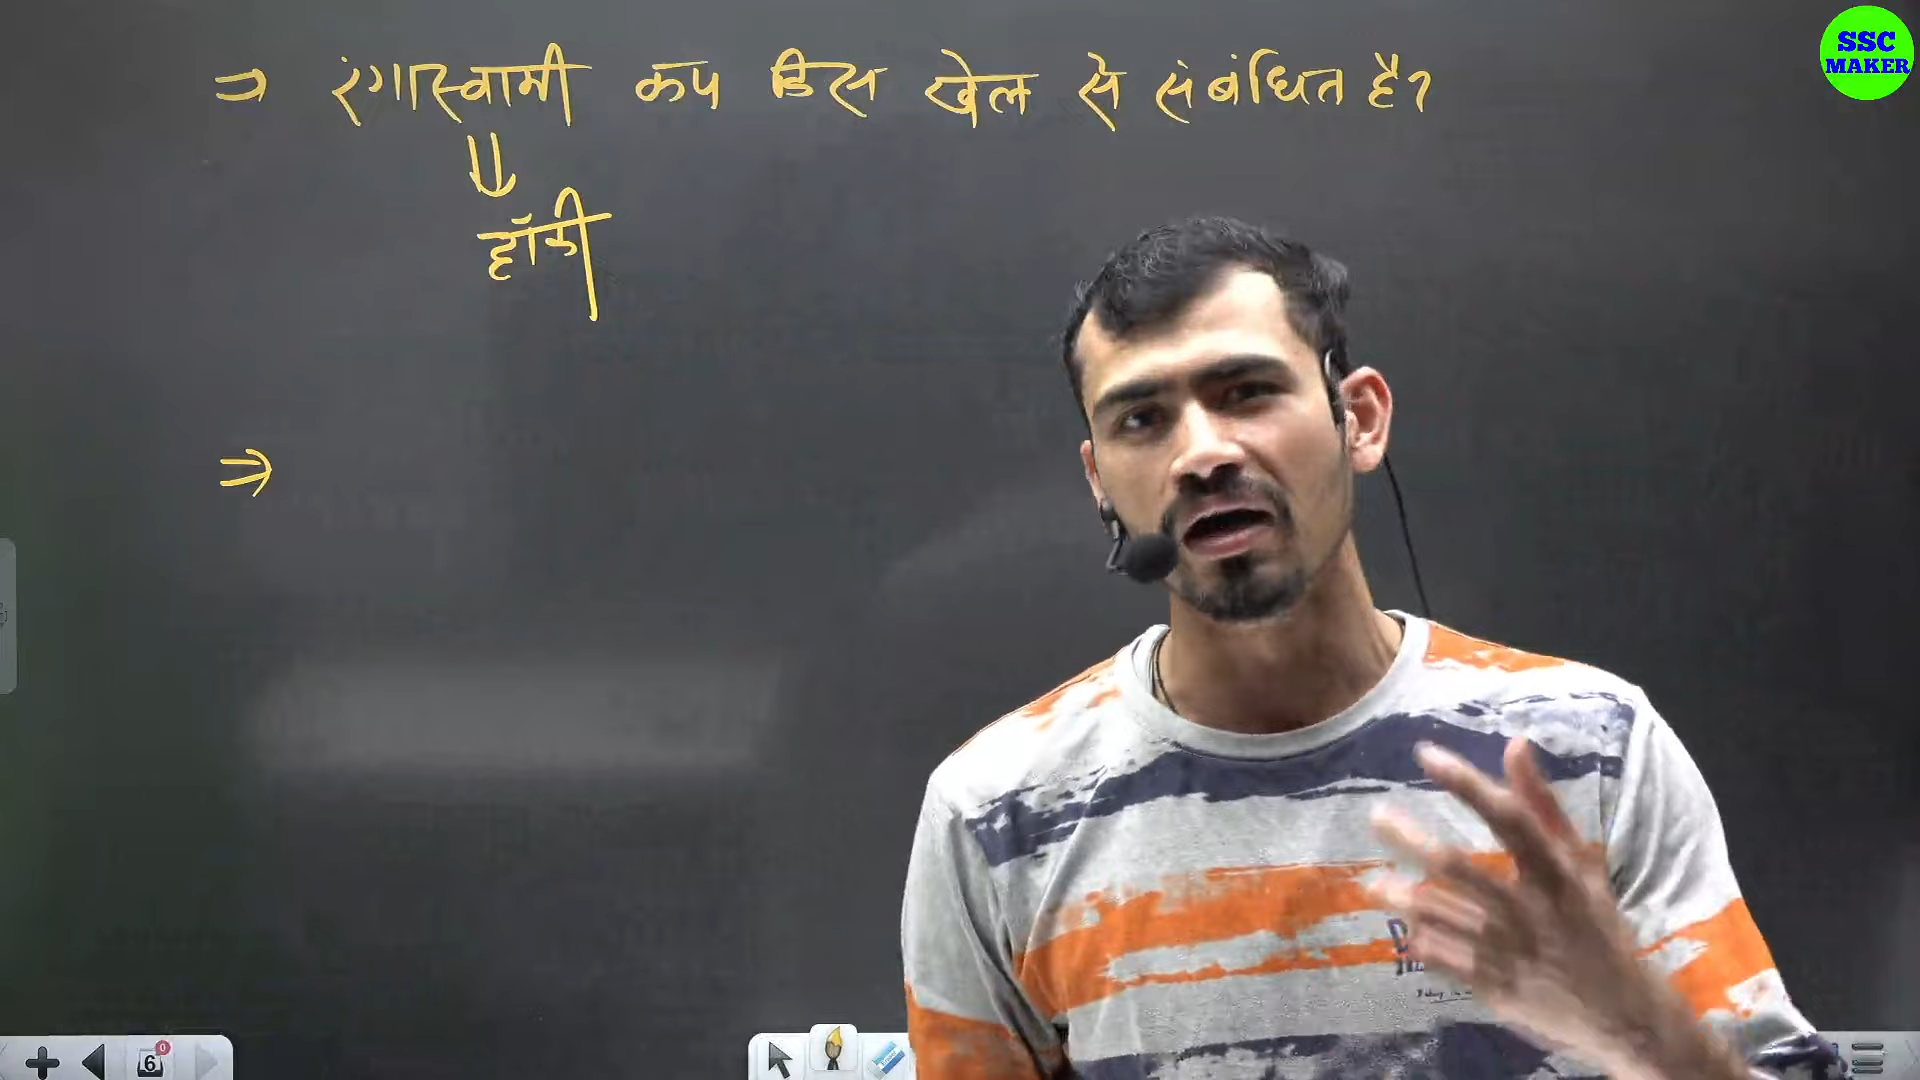 SSC
MAKER
⇒ रंगास्वामी कप किस खेल से संबंधित है?
⇓
हॉकी
⇒
6
0